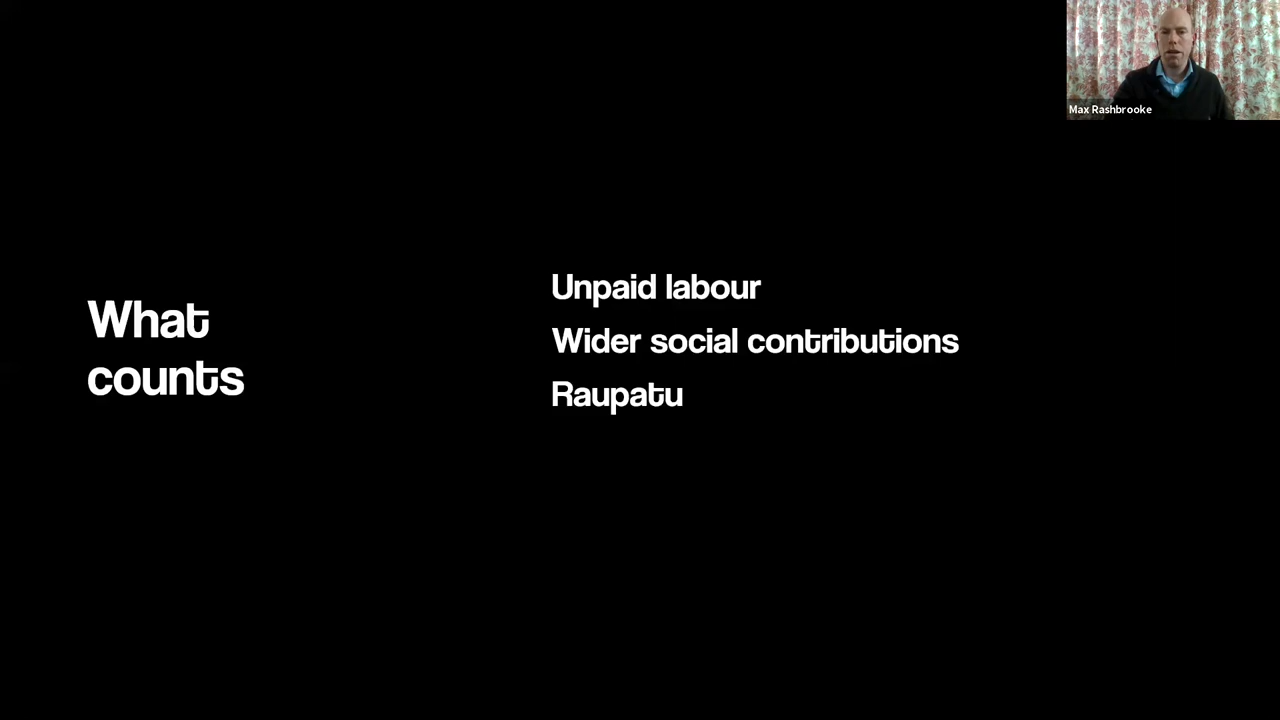 Max Rashbrooke
What
counts
Unpaid labour
Wider social contributions
Raupatu